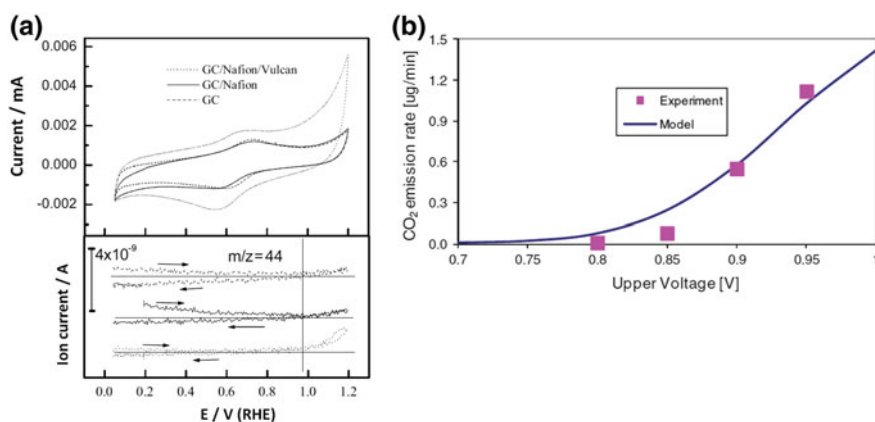 (a)
0.006
0.004
0.002
0.000
-0.002
Current / mA
GC/Nafion/Vulcan
GC/Nafion
GC
4x10⁻⁹
m/z=44
Ion current / A
0.0 0.2 0.4 0.6 0.8 1.0 1.2
E / V (RHE)
(b)
1.5
1.2
0.9
0.6
0.3
0.0
CO₂ emission rate [ug/min]
Experiment
Model
0.7 0.75 0.8 0.85 0.9 0.95 1
Upper Voltage [V]